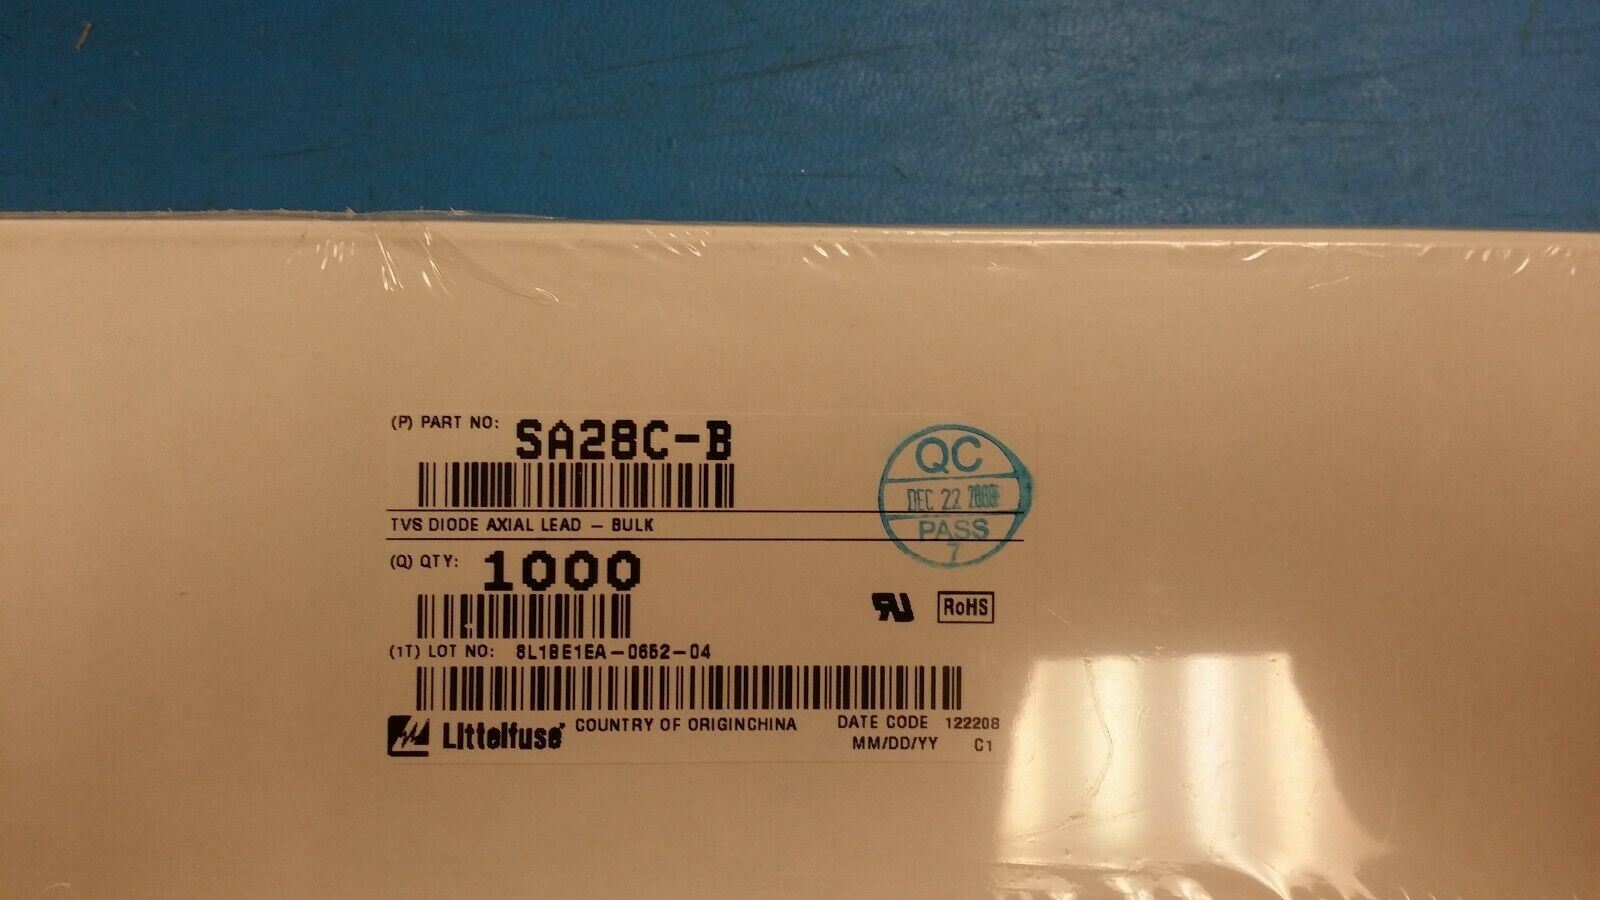 (P) PART NO: SA28C-B
QC
DEC 22 2008
PASS
7
TVS DIODE AXIAL LEAD - BULK
(Q) QTY: 1000
RoHS
(1T) LOT NO: 8L1BE1EA-0652-04
Littelfuse COUNTRY OF ORIGINCHINA DATE CODE 122208
MM/DD/YY C1